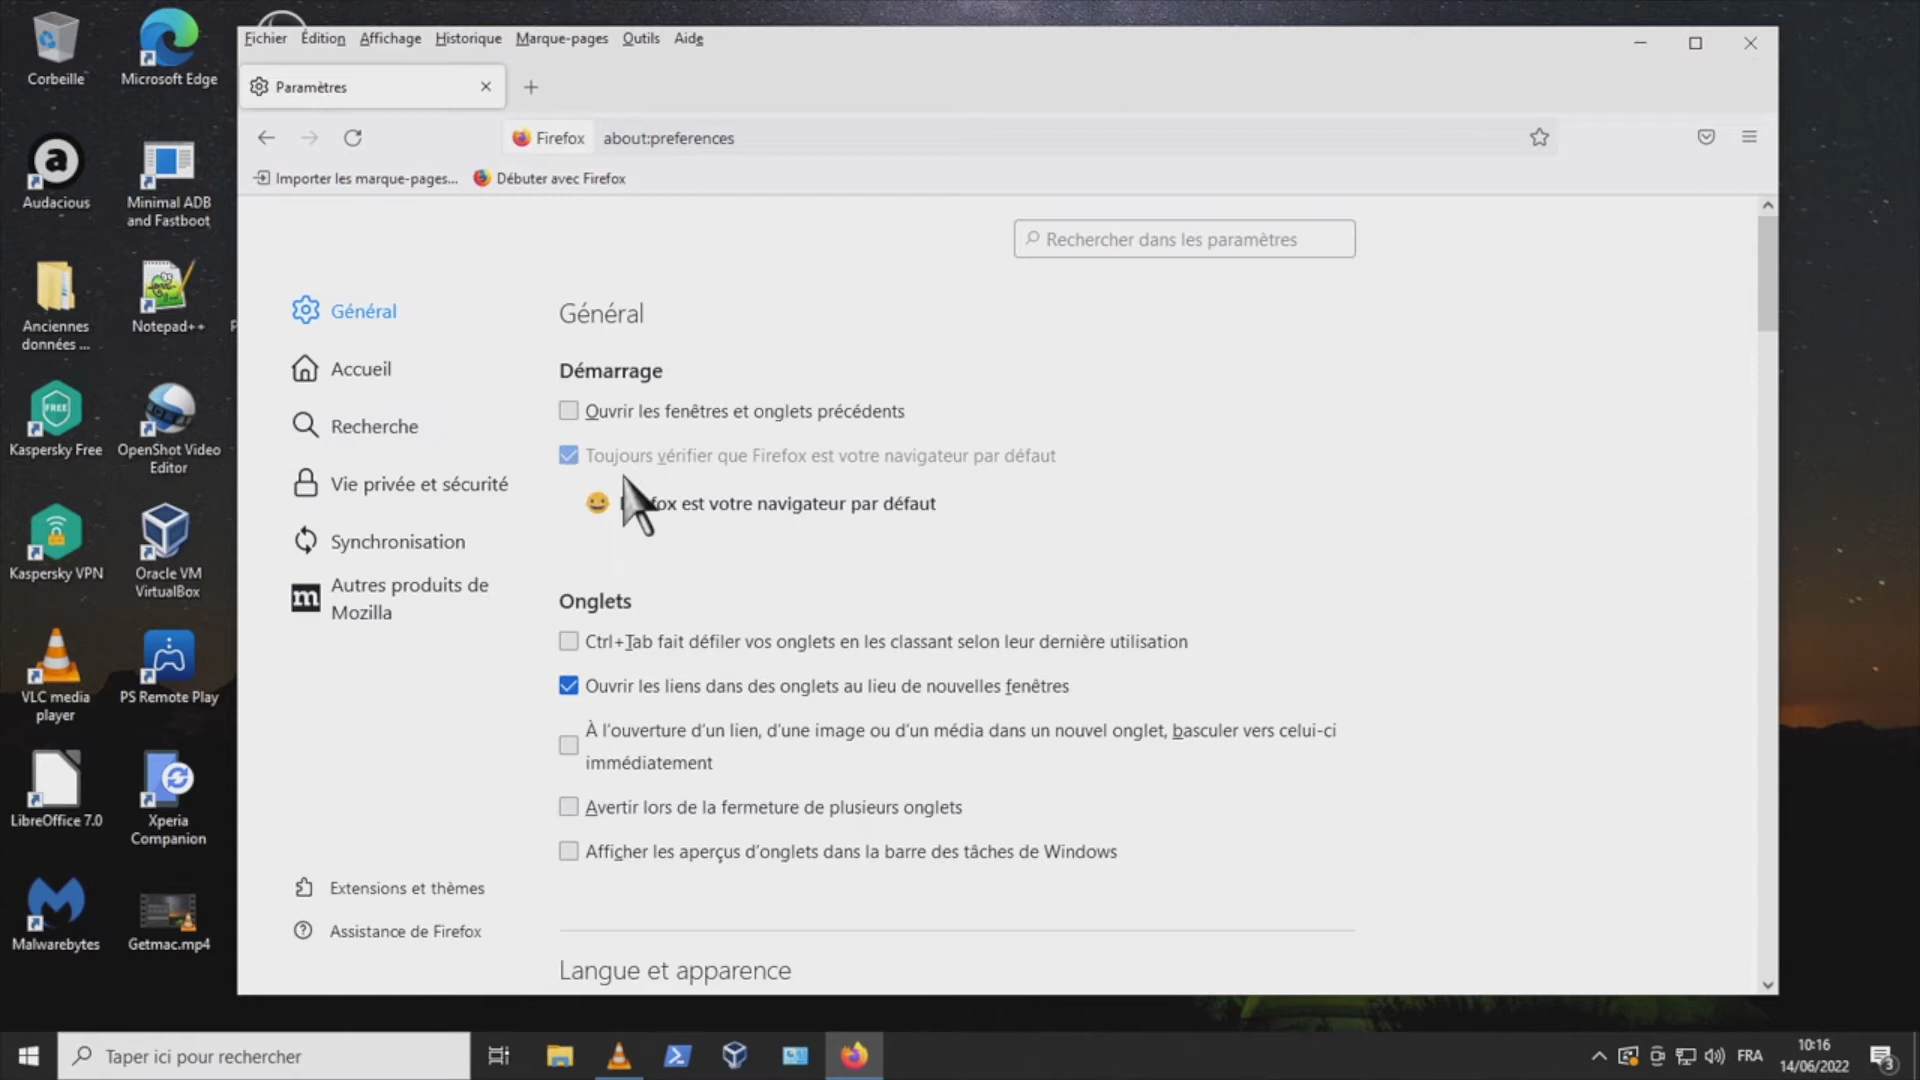 Corbeille
Microsoft Edge
Audacious
Minimal ADB
and Fastboot
Anciennes
données ...
Notepad++
Kaspersky Free
OpenShot Video
Editor
Kaspersky VPN
Oracle VM
VirtualBox
VLC media
player
PS Remote Play
LibreOffice 7.0
Xperia
Companion
Malwarebytes
Getmac.mp4
Fichier Édition Affichage Historique Marque-pages Outils Aide
Paramètres
Firefox about:preferences
Importer les marque-pages... Débuter avec Firefox
Rechercher dans les paramètres
Général
Accueil
Recherche
Vie privée et sécurité
Synchronisation
Autres produits de
Mozilla
Extensions et thèmes
Assistance de Firefox
Général
Démarrage
Ouvrir les fenêtres et onglets précédents
Toujours vérifier que Firefox est votre navigateur par défaut
est votre navigateur par défaut
Onglets
Ctrl+Tab fait défiler vos onglets en les classant selon leur dernière utilisation
Ouvrir les liens dans des onglets au lieu de nouvelles fenêtres
À l'ouverture d'un lien, d'une image ou d'un média dans un nouvel onglet, basculer vers celui-ci
immédiatement
Avertir lors de la fermeture de plusieurs onglets
Afficher les aperçus d'onglets dans la barre des tâches de Windows
Langue et apparence
Taper ici pour rechercher
FRA
10:16
14/06/2022
3
FREE
a
m